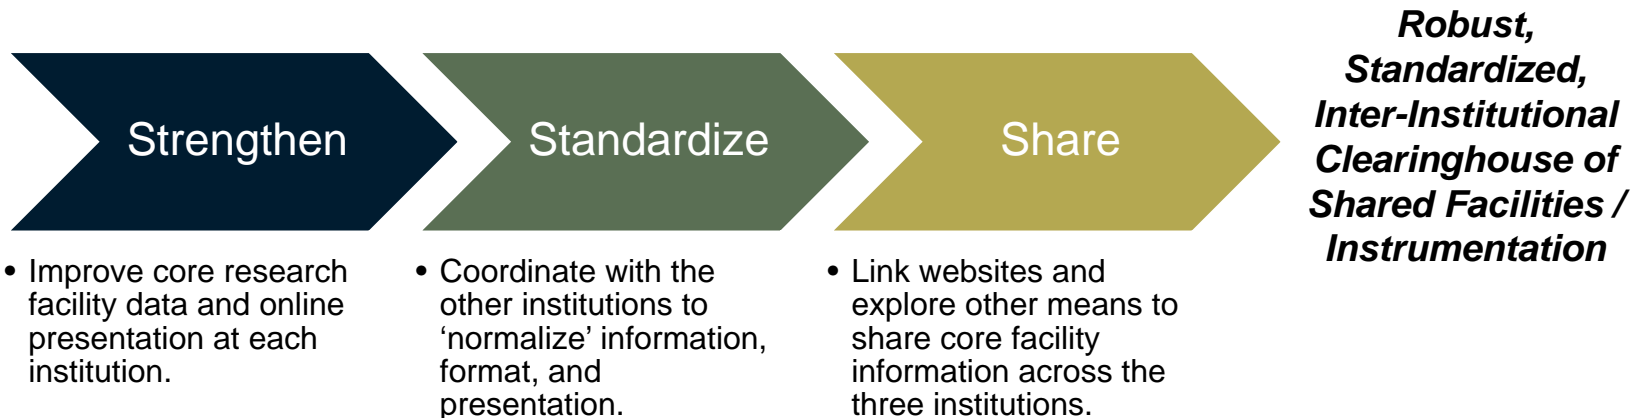 Strengthen
• Improve core research
facility data and online
presentation at each
institution.
Standardize
• Coordinate with the
other institutions to
‘normalize’ information,
format, and
presentation.
Share
• Link websites and
explore other means to
share core facility
information across the
three institutions.
Robust,
Standardized,
Inter-Institutional
Clearinghouse of
Shared Facilities /
Instrumentation